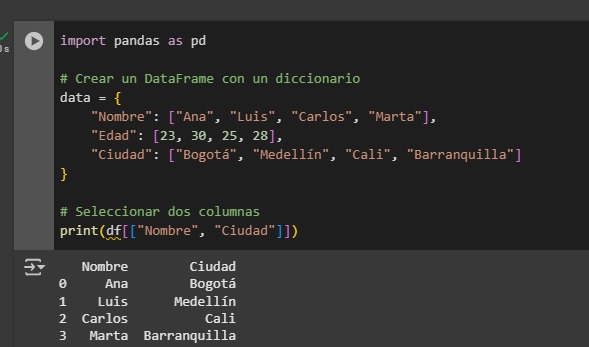 0s
import pandas as pd
# Crear un DataFrame con un diccionario
data = {
    "Nombre": ["Ana", "Luis", "Carlos", "Marta"],
    "Edad": [23, 30, 25, 28],
    "Ciudad": ["Bogotá", "Medellín", "Cali", "Barranquilla"]
}
# Seleccionar dos columnas
print(df[["Nombre", "Ciudad"]])
   Nombre        Ciudad
0     Ana        Bogotá
1    Luis      Medellín
2  Carlos          Cali
3   Marta  Barranquilla